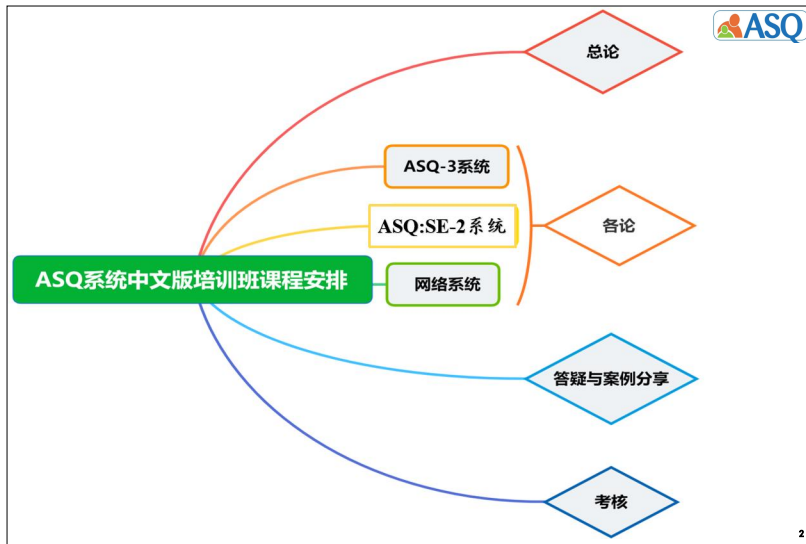 ASQ
总论
ASQ-3系统
ASQ:SE-2系统
各论
ASQ系统中文版培训班课程安排
网络系统
答疑与案例分享
考核
2